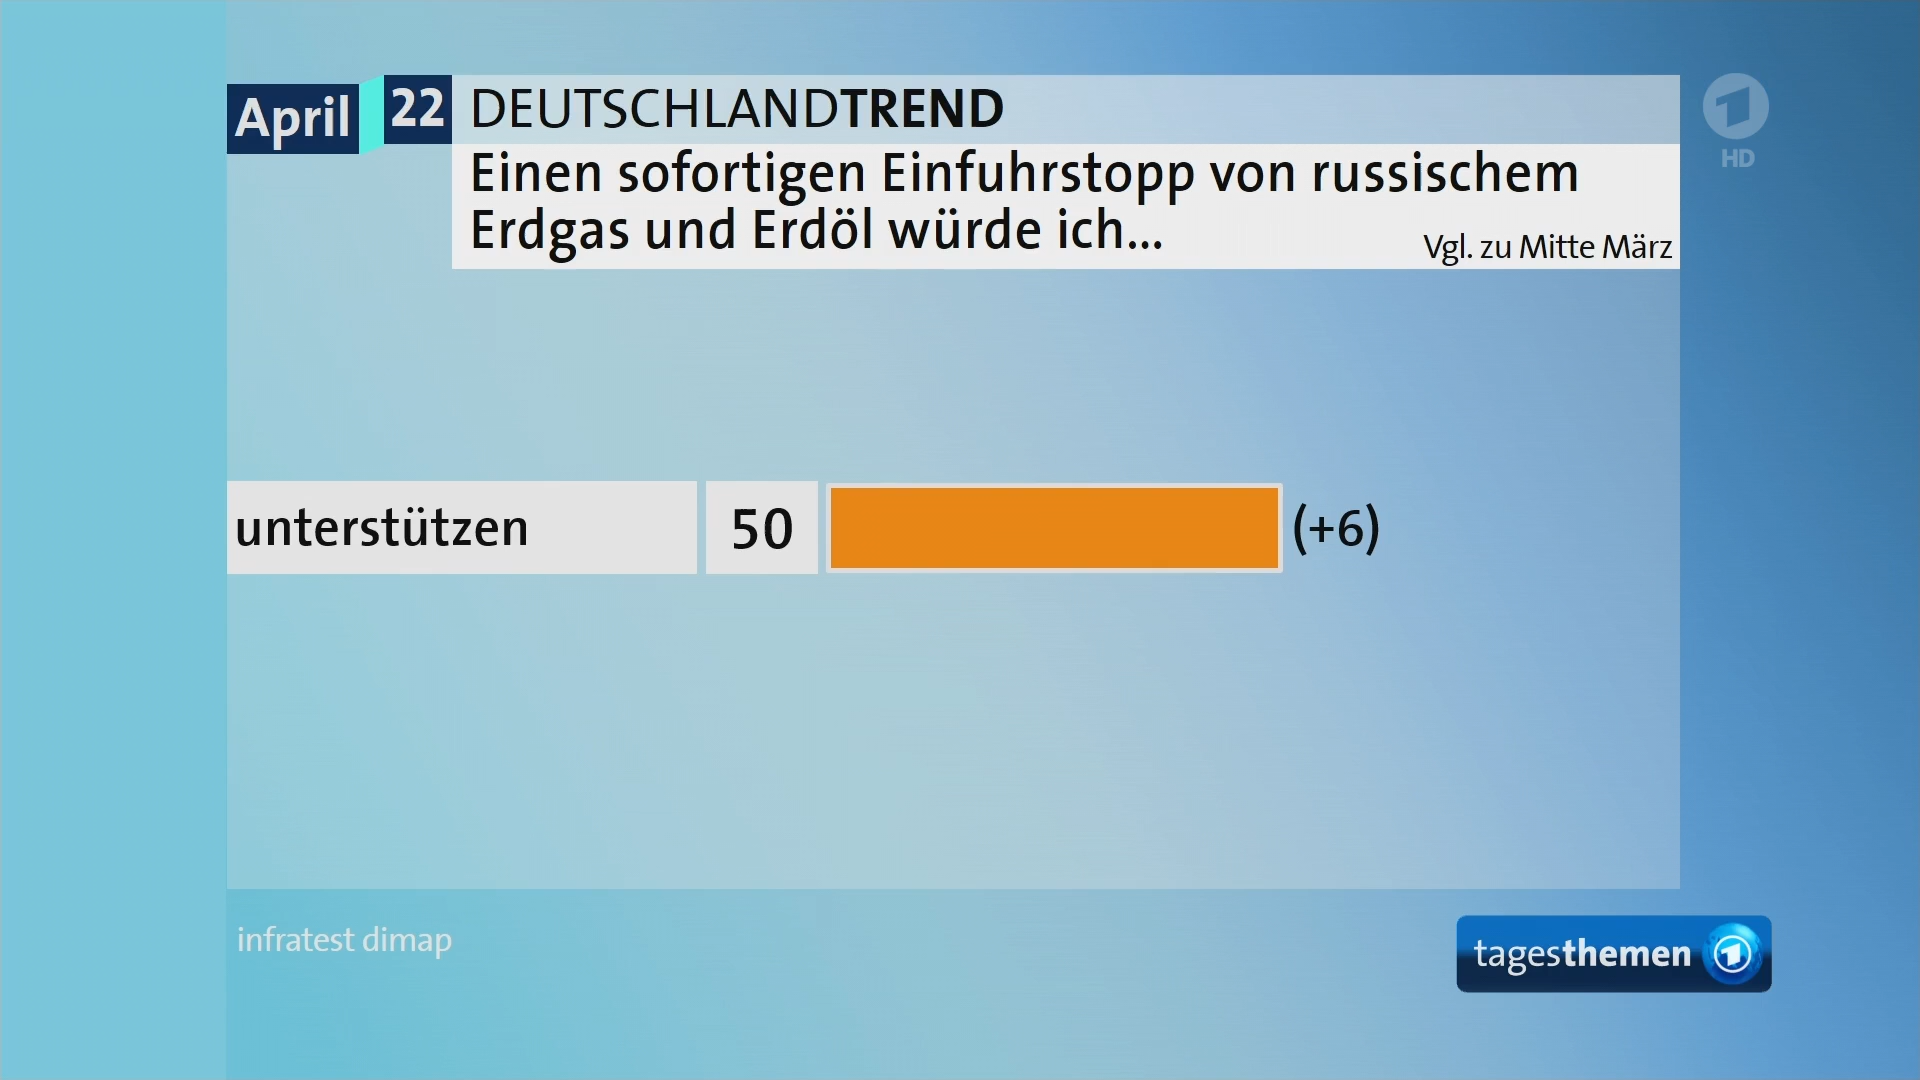 April 22 DEUTSCHLANDTREND
HD
Einen sofortigen Einfuhrstopp von russischem
Erdgas und Erdöl würde ich...
Vgl. zu Mitte März
unterstützen 50 (+6)
infratest dimap
tagesthemen